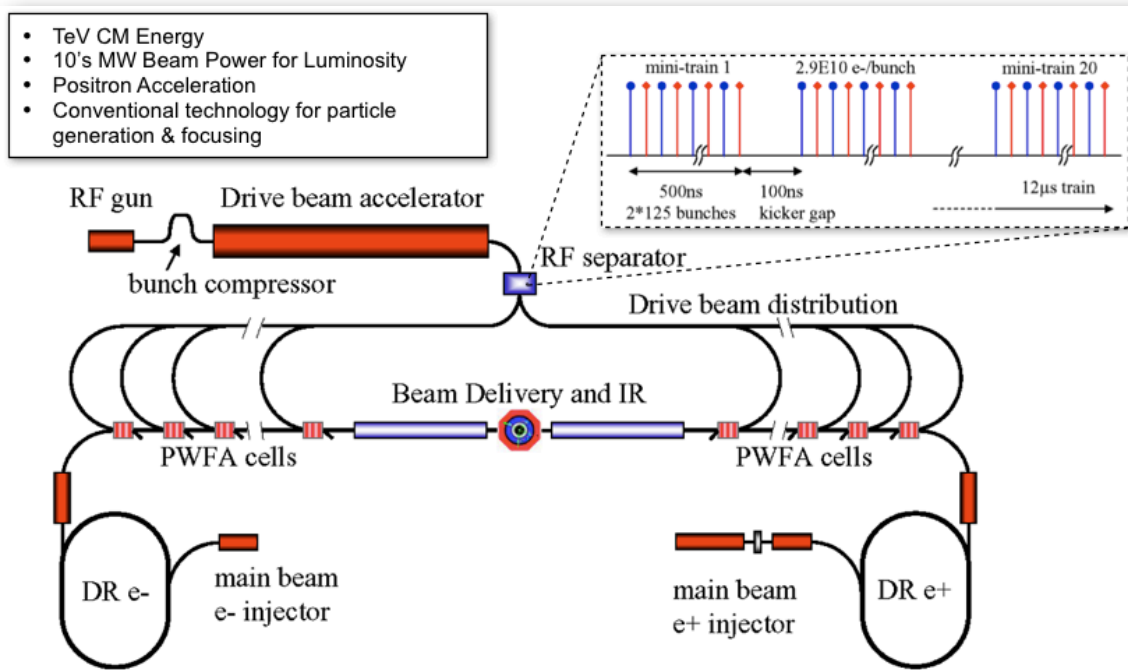 • TeV CM Energy
• 10's MW Beam Power for Luminosity
• Positron Acceleration
• Conventional technology for particle
generation & focusing
mini-train 1
2.9E10 e-/bunch
mini-train 20
500ns
2*125 bunches
100ns
kicker gap
12μs train
RF gun
Drive beam accelerator
bunch compressor
RF separator
Drive beam distribution
Beam Delivery and IR
PWFA cells
PWFA cells
DR e-
main beam
e- injector
main beam
e+ injector
DR e+